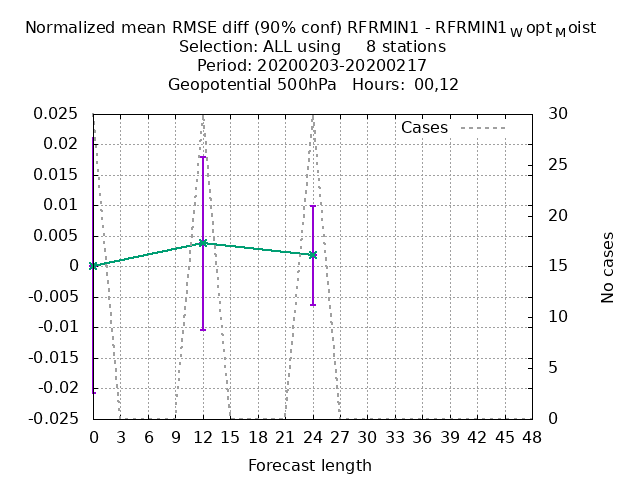 Normalized mean RMSE diff (90% conf) RFRMIN1 - RFRMIN1WoptMoist
Selection: ALL using 8 stations
Period: 20200203-20200217
Geopotential 500hPa Hours: 00,12
Cases
0.025
0.02
0.015
0.01
0.005
0
-0.005
-0.01
-0.015
-0.02
-0.025
30
25
20
15
10
5
0
No cases
0 3 6 9 12 15 18 21 24 27 30 33 36 39 42 45 48
Forecast length